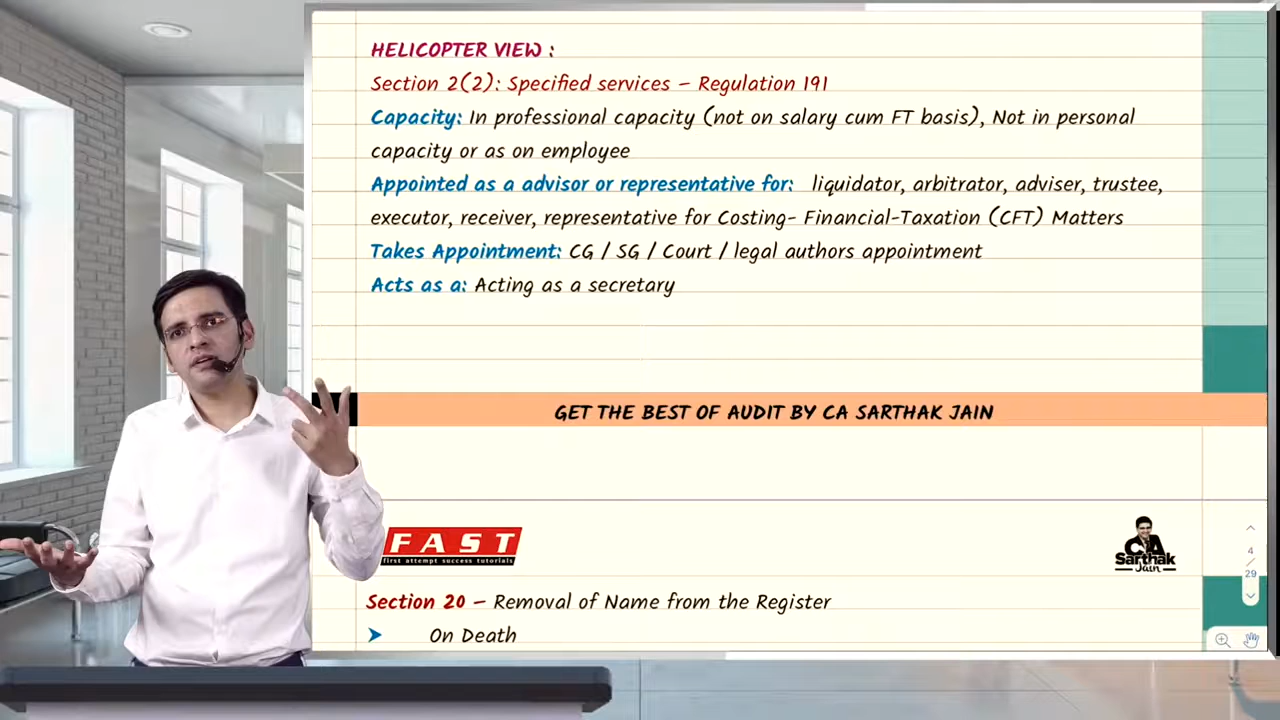 HELICOPTER VIEW :
Section 2(2): Specified services – Regulation 191
Capacity: In professional capacity (not on salary cum FT basis), Not in personal
capacity or as on employee
Appointed as a advisor or representative for: liquidator, arbitrator, adviser, trustee,
executor, receiver, representative for Costing- Financial-Taxation (CFT) Matters
Takes Appointment: CG / SG / Court / legal authors appointment
Acts as a: Acting as a secretary
GET THE BEST OF AUDIT BY CA SARTHAK JAIN
FAST
first attempt success tutorials
CA
Sarthak
Jain
4
/
29
Section 20 – Removal of Name from the Register
➤ On Death